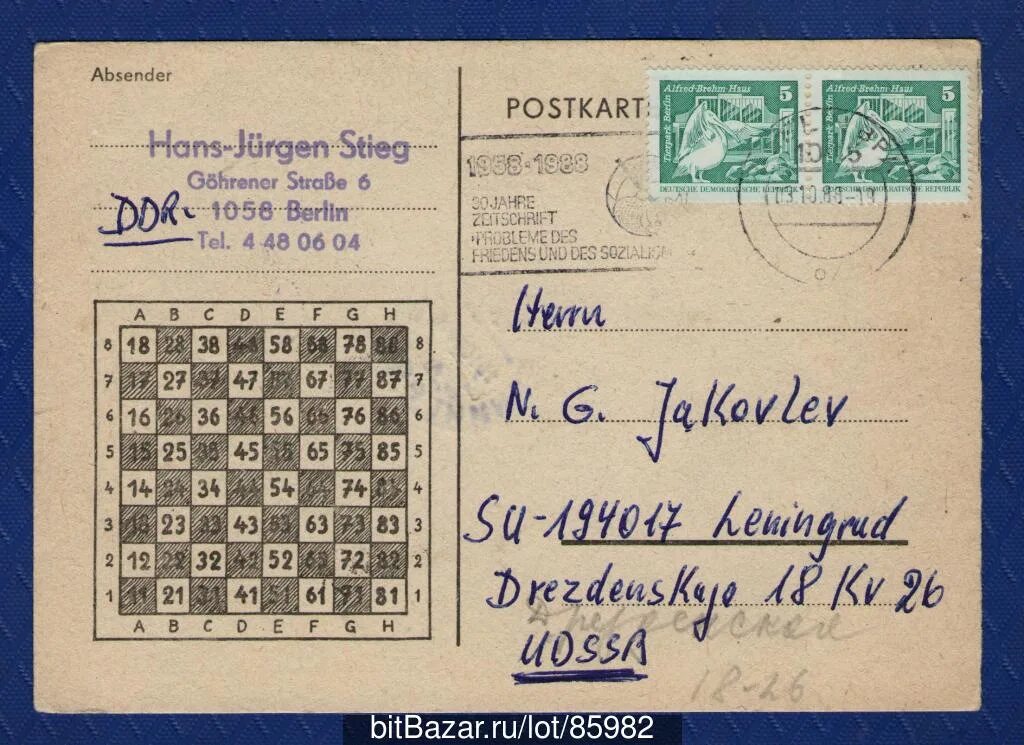 Absender
Hans-Jürgen Stieg
Göhrener Straße 6
DDR- 1058 Berlin
Tel. 4 48 06 04
POSTKART
Alfred-Brehm-Haus 5
Tierpark Berlin
DEUTSCHE DEMOKRATISCHE REPUBLIK
Alfred-Brehm-Haus 5
Tierpark Berlin
DEUTSCHE DEMOKRATISCHE REPUBLIK
1958-1988
30 JAHRE
ZEITSCHRIFT
"PROBLEME DES
FRIEDENS UND DES SOZIALISM
Herrn
N. G. Jakovlev
SU-194017 Leningrad
Drezdenskaja 18 Kv 26
Дрезденская
UDSSR
18-26
A B C D E F G H
8 18 28 38 48 58 68 78 88 8
7 17 27 37 47 57 67 77 87 7
6 16 26 36 46 56 66 76 86 6
5 15 25 35 45 55 65 75 85 5
4 14 24 34 44 54 64 74 84 4
3 13 23 33 43 53 63 73 83 3
2 12 22 32 42 52 62 72 82 2
1 11 21 31 41 51 61 71 81 1
A B C D E F G H
bitBazar.ru/lot/85982